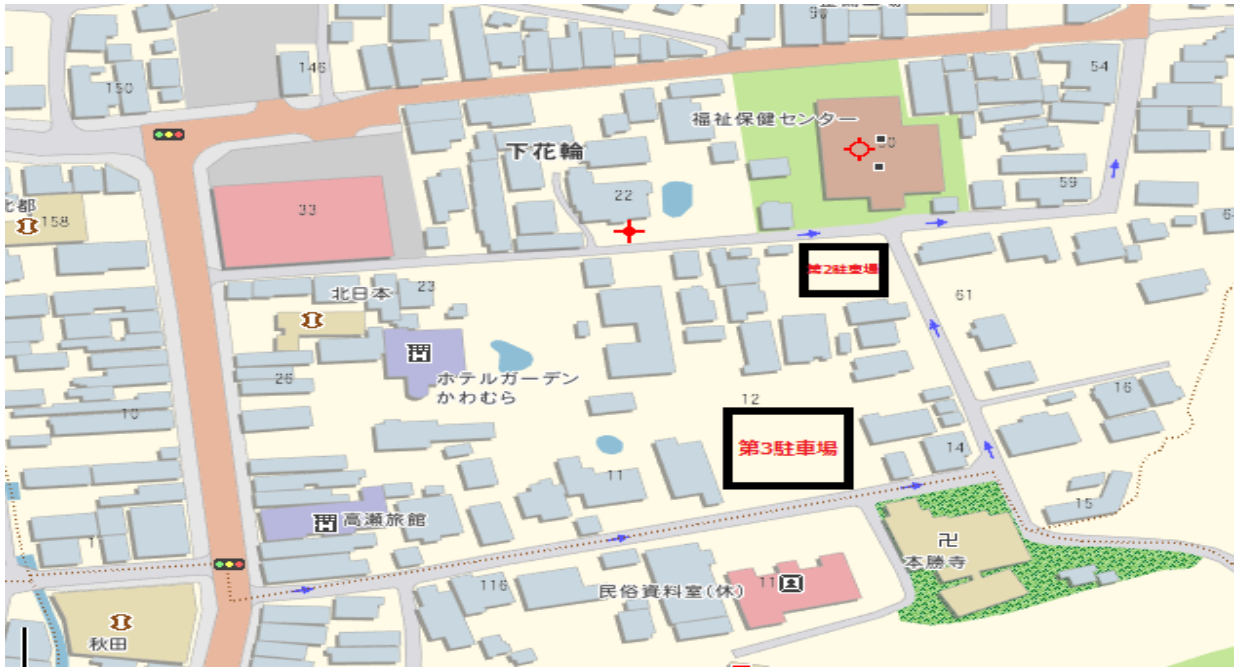 146
150
54
福祉保健センター
下花輪
59
22
33
北都
158
第2駐車場
北日本
23
61
ホテルガーデン
かわむら
26
12
16
10
第3駐車場
14
11
15
高瀬旅館
本勝寺
116
民俗資料室(休)
11
秋田